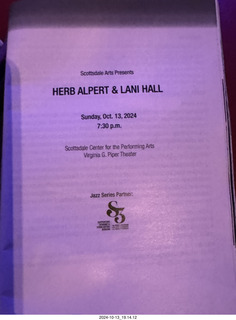 Scottsdale Arts Presents
HERB ALPERT & LANI HALL
Sunday, Oct. 13, 2024
7:30 p.m.
Scottsdale Center for the Performing Arts
Virginia G. Piper Theater
Jazz Series Partner:
2024-10-13_19.14.12